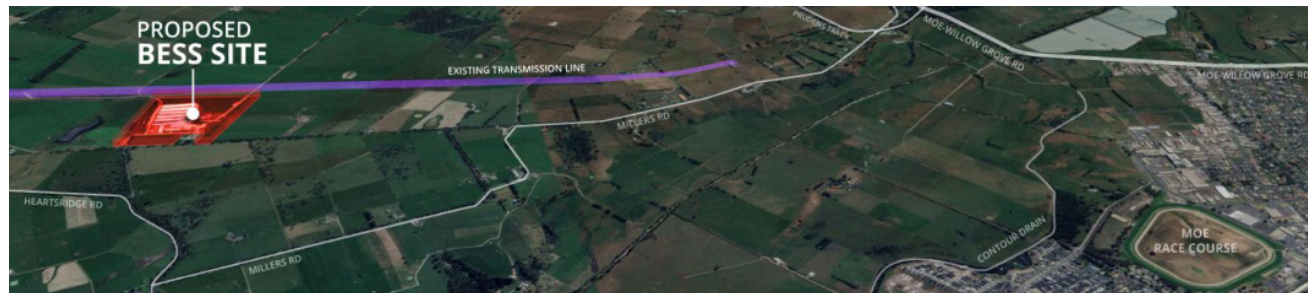 PROPOSED
BESS SITE
EXISTING TRANSMISSION LINE
PRUDENS TRACK
MOE-WILLOW GROVE RD
MOE-WILLOW GROVE RD
MILLERS RD
HEARTSRIDGE RD
MILLERS RD
CONTOUR DRAIN
MOE
RACE COURSE